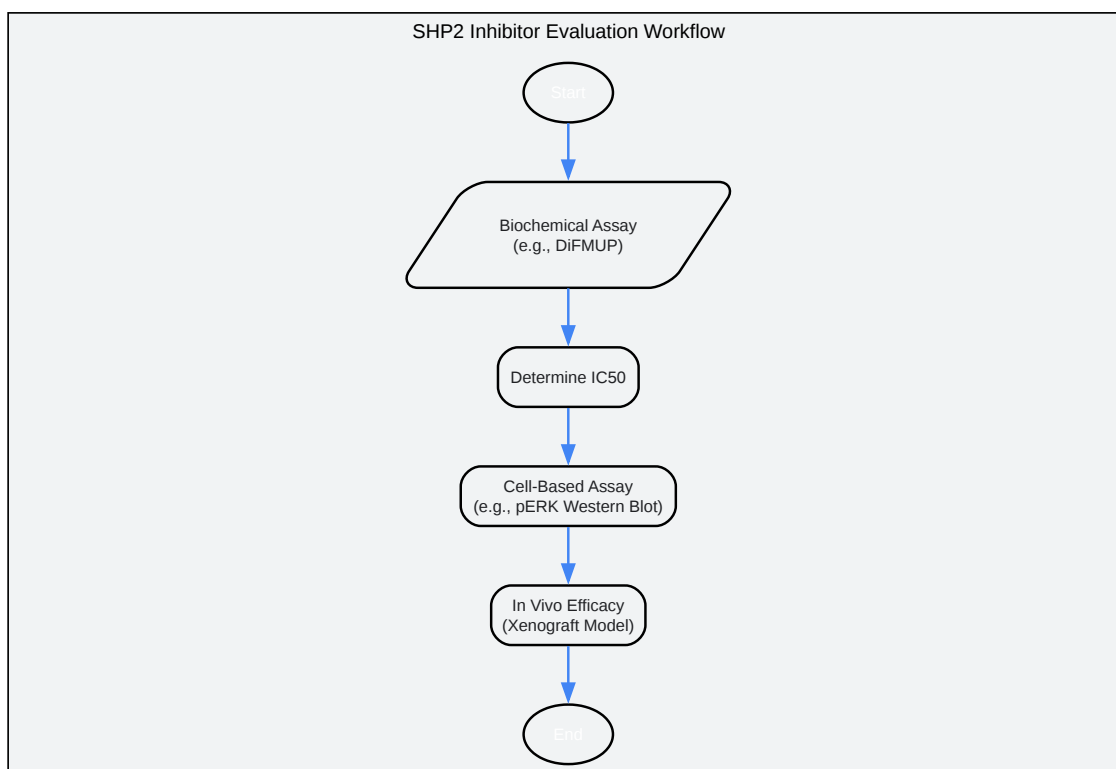 SHP2 Inhibitor Evaluation Workflow
Start
Biochemical Assay
(e.g., DiFMUP)
Determine IC50
Cell-Based Assay
(e.g., pERK Western Blot)
In Vivo Efficacy
(Xenograft Model)
End